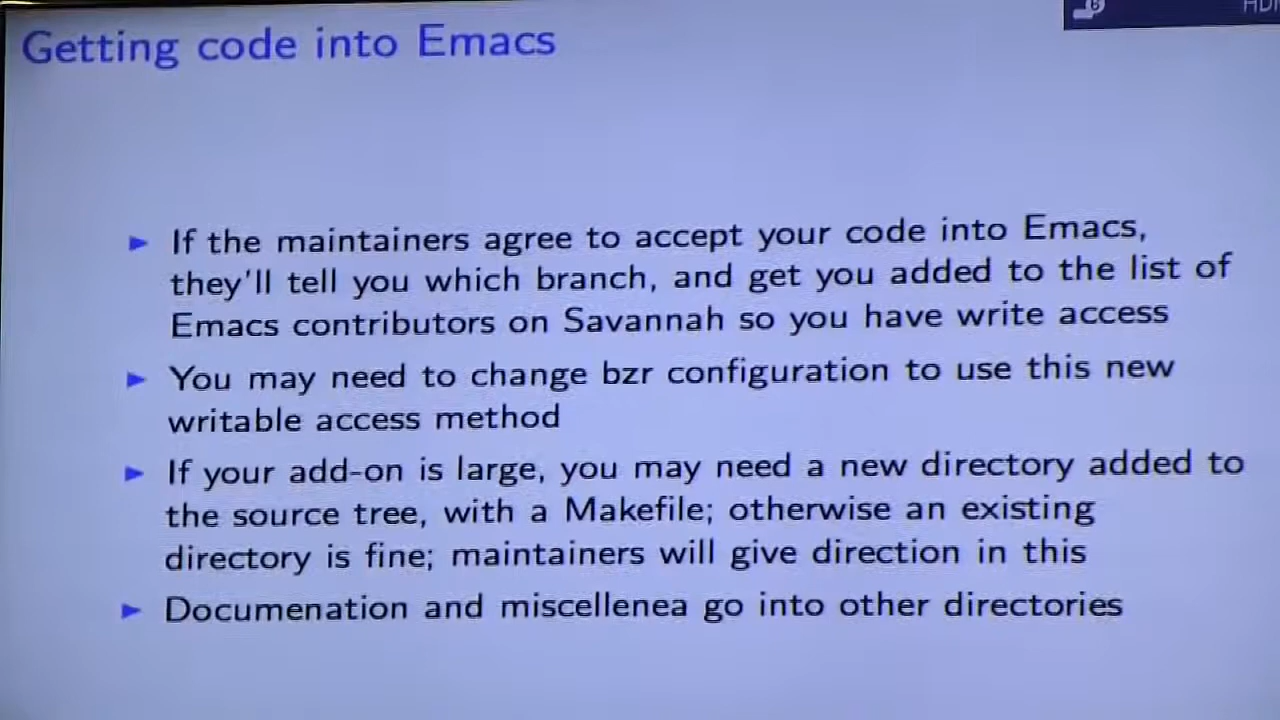 Getting code into Emacs
If the maintainers agree to accept your code into Emacs,
they'll tell you which branch, and get you added to the list of
Emacs contributors on Savannah so you have write access
You may need to change bzr configuration to use this new
writable access method
If your add-on is large, you may need a new directory added to
the source tree, with a Makefile; otherwise an existing
directory is fine; maintainers will give direction in this
Documenation and miscellenea go into other directories